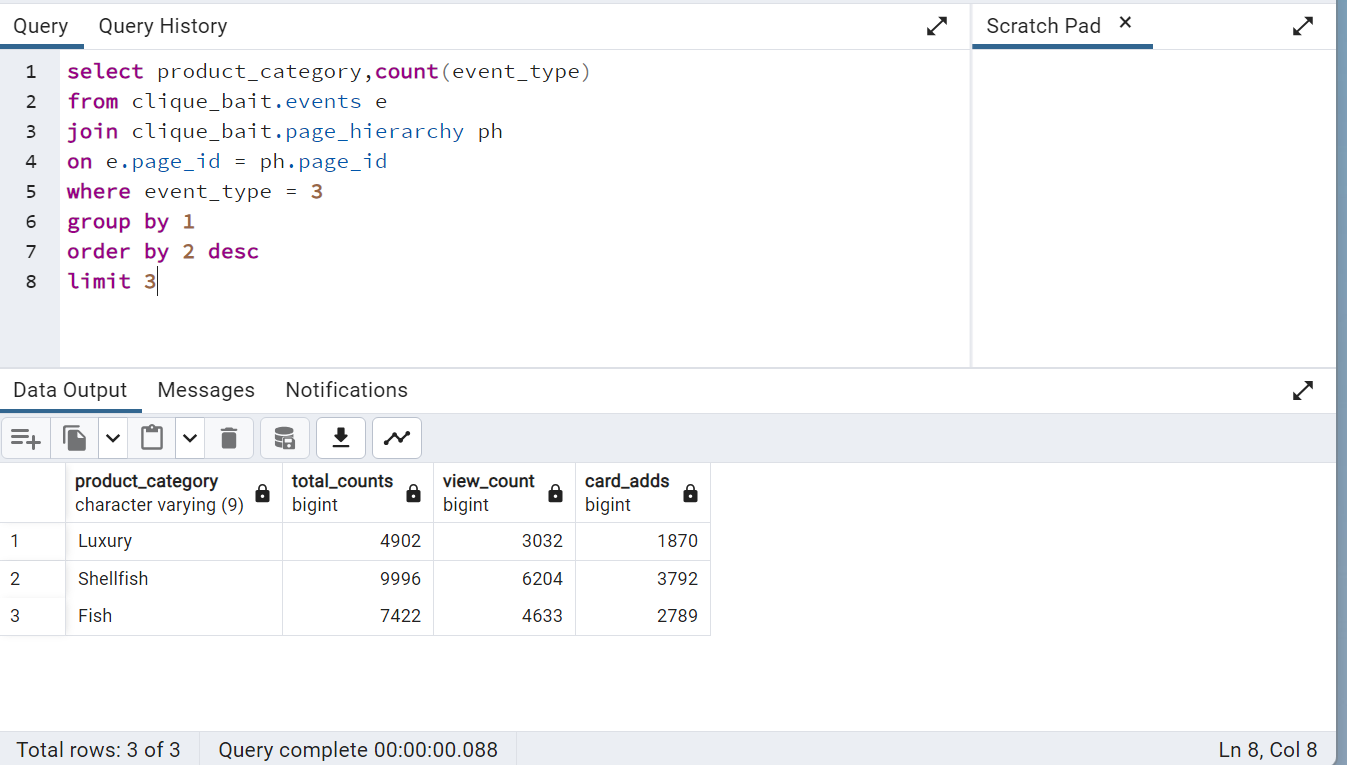 Query Query History Scratch Pad ×
1 select product_category,count(event_type)
2 from clique_bait.events e
3 join clique_bait.page_hierarchy ph
4 on e.page_id = ph.page_id
5 where event_type = 3
6 group by 1
7 order by 2 desc
8 limit 3
Data Output Messages Notifications
product_category total_counts view_count card_adds
character varying (9) bigint bigint bigint
1 Luxury 4902 3032 1870
2 Shellfish 9996 6204 3792
3 Fish 7422 4633 2789
Total rows: 3 of 3 Query complete 00:00:00.088 Ln 8, Col 8